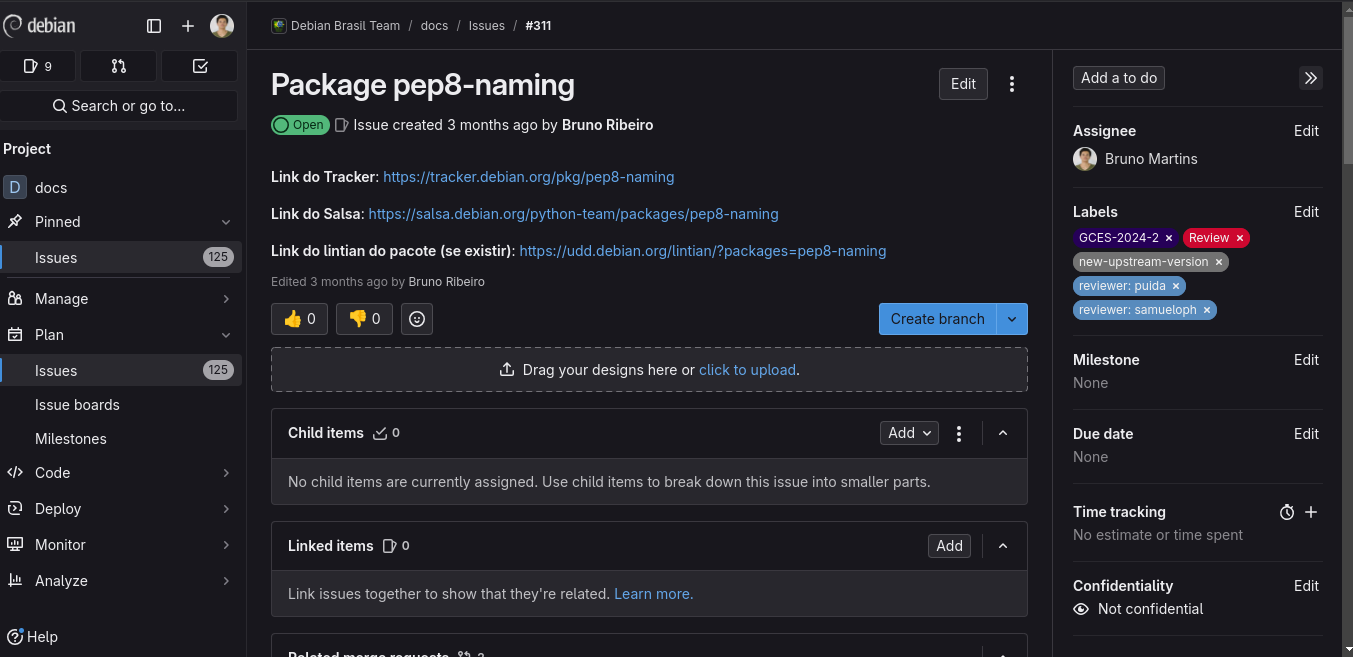 debian
9
Search or go to...
Project
D docs
Pinned
Issues 125
Manage
Plan
Issues 125
Issue boards
Milestones
Code
Deploy
Monitor
Analyze
Help
Debian Brasil Team / docs / Issues / #311
Package pep8-naming
Edit
Open Issue created 3 months ago by Bruno Ribeiro
Link do Tracker: https://tracker.debian.org/pkg/pep8-naming
Link do Salsa: https://salsa.debian.org/python-team/packages/pep8-naming
Link do lintian do pacote (se existir): https://udd.debian.org/lintian/?packages=pep8-naming
Edited 3 months ago by Bruno Ribeiro
0 0
Create branch
Drag your designs here or click to upload.
Child items 0
Add
No child items are currently assigned. Use child items to break down this issue into smaller parts.
Linked items 0
Add
Link issues together to show that they're related. Learn more.
Add a to do
Assignee Edit
Bruno Martins
Labels Edit
GCES-2024-2 × Review ×
new-upstream-version ×
reviewer: puida ×
reviewer: samueloph ×
Milestone Edit
None
Due date Edit
None
Time tracking
No estimate or time spent
Confidentiality Edit
Not confidential